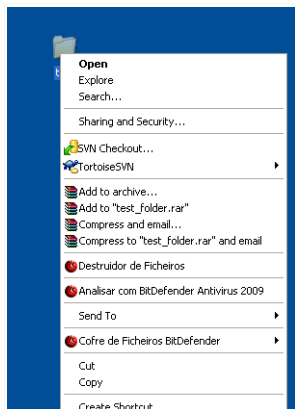 Open
Explore
Search...
Sharing and Security...
SVN Checkout...
TortoiseSVN
Add to archive...
Add to "test_folder.rar"
Compress and email...
Compress to "test_folder.rar" and email
Destruidor de Ficheiros
Analisar com BitDefender Antivirus 2009
Send To
Cofre de Ficheiros BitDefender
Cut
Copy
Create Shortcut